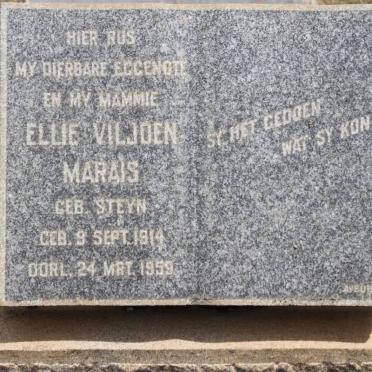 HIER RUS
MY DIERBARE EGGENOTE
EN MY MAMMIE
ELLIE VILJOEN
MARAIS
GEB. STEYN
GEB. 9 SEPT. 1914
OORL. 24 MRT. 1959
SY HET GEDOEN
WAT SY KON